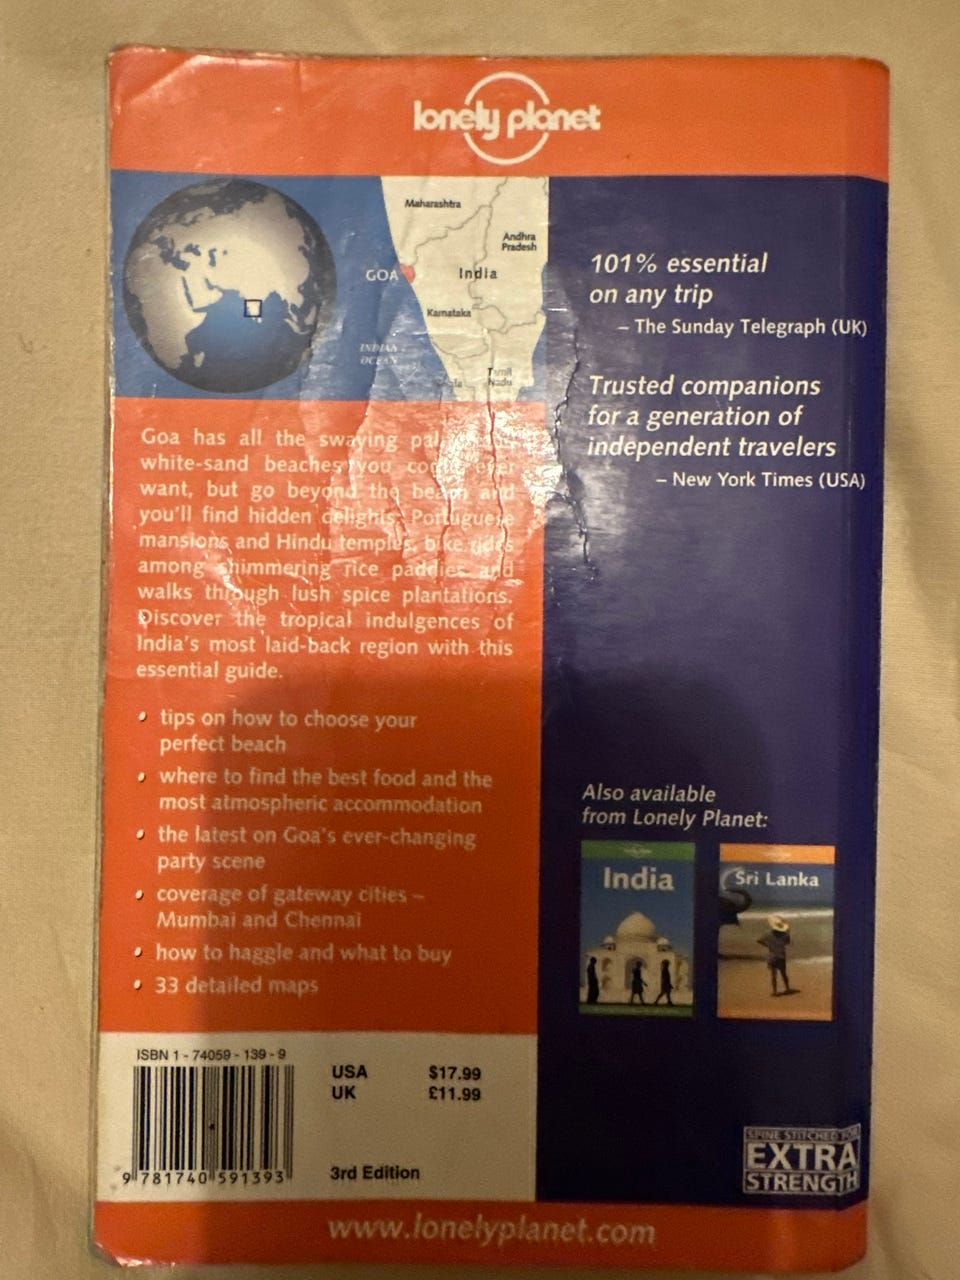 lonely planet
Maharashtra
Andhra
Pradesh
GOA
India
Karnataka
INDIAN
OCEAN
Tamil
Nadu
101% essential
on any trip
– The Sunday Telegraph (UK)
Trusted companions
for a generation of
independent travelers
– New York Times (USA)
Goa has all the swaying
white-sand beaches you could ever
want, but go beyond the beach and
you'll find hidden delights: Portuguese
mansions and Hindu temples, bike rides
among shimmering rice paddies and
walks through lush spice plantations.
Discover the tropical indulgences of
India's most laid-back region with this
essential guide.
• tips on how to choose your
perfect beach
• where to find the best food and the
most atmospheric accommodation
• the latest on Goa's ever-changing
party scene
• coverage of gateway cities –
Mumbai and Chennai
• how to haggle and what to buy
• 33 detailed maps
Also available
from Lonely Planet:
India
Sri Lanka
ISBN 1 - 74059 - 139 - 9
9 781740 591393
USA $17.99
UK £11.99
3rd Edition
SPINE STITCHED FOR
EXTRA
STRENGTH
www.lonelyplanet.com